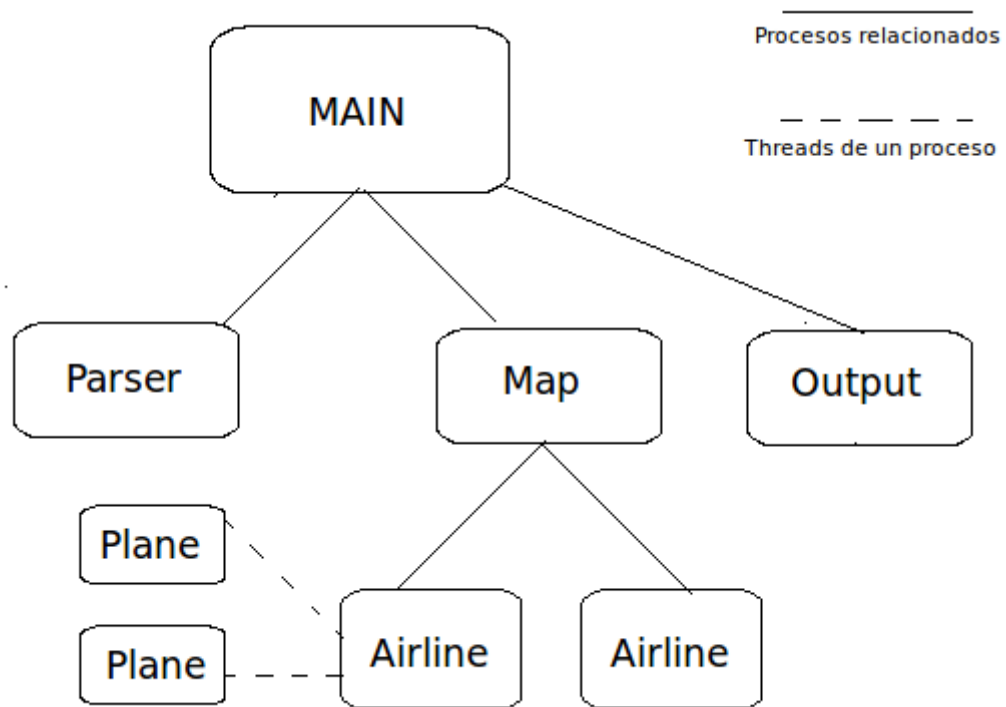 MAIN
Procesos relacionados
Threads de un proceso
Parser
Map
Output
Plane
Plane
Airline
Airline